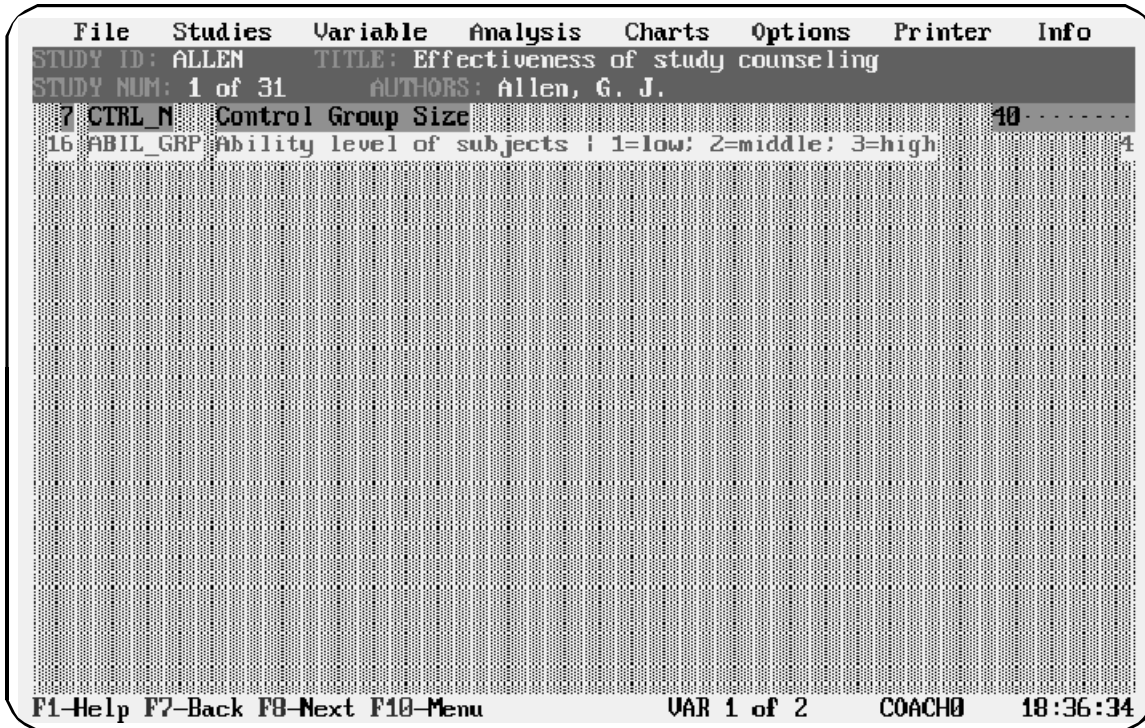 File Studies Variable Analysis Charts Options Printer Info
STUDY ID: ALLEN TITLE: Effectiveness of study counseling
STUDY NUM: 1 of 31 AUTHORS: Allen, G. J.
7 CTRL_N Control Group Size 40········
16 ABIL_GRP Ability level of subjects | 1=low; 2=middle; 3=high 4
F1-Help F7-Back F8-Next F10-Menu VAR 1 of 2 COACH0 18:36:34